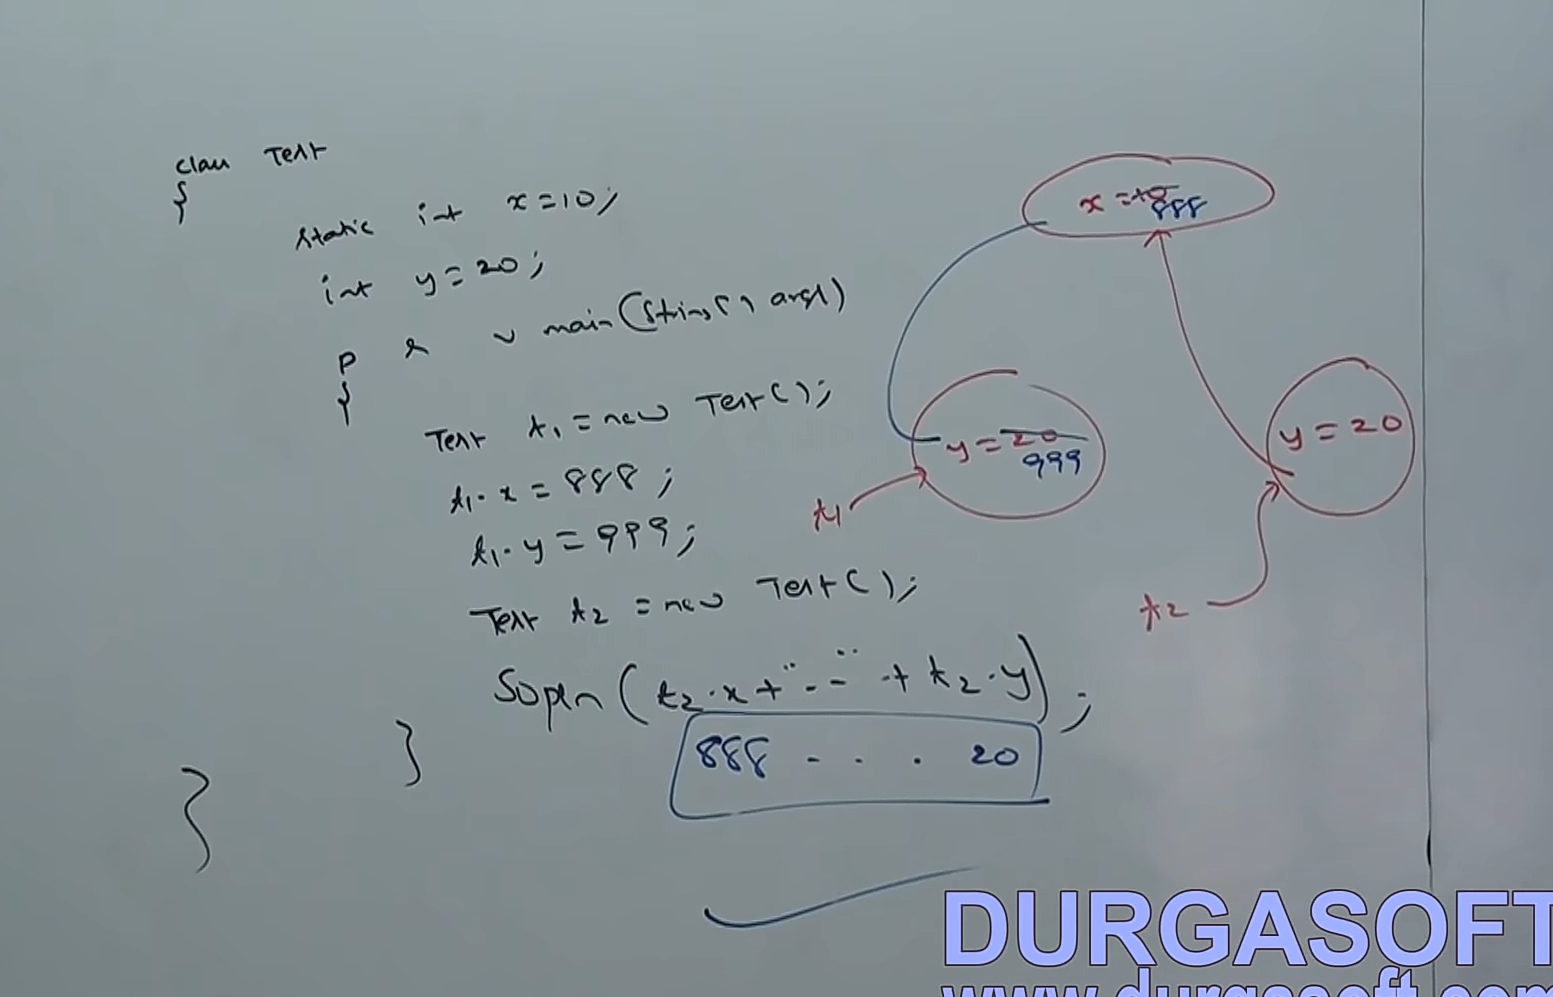 class Test
{
static int x=10;
int y=20;
p s v main(String[] args)
{
Test t1=new Test();
t1.x=888;
t1.y=999;
Test t2=new Test();
Sopln(t2.x+"--"+t2.y);
888 - . . 20
}
}
x=10
888
y=20
999
y=20
t1
t2
DURGASOFT
www.durgasoft.com